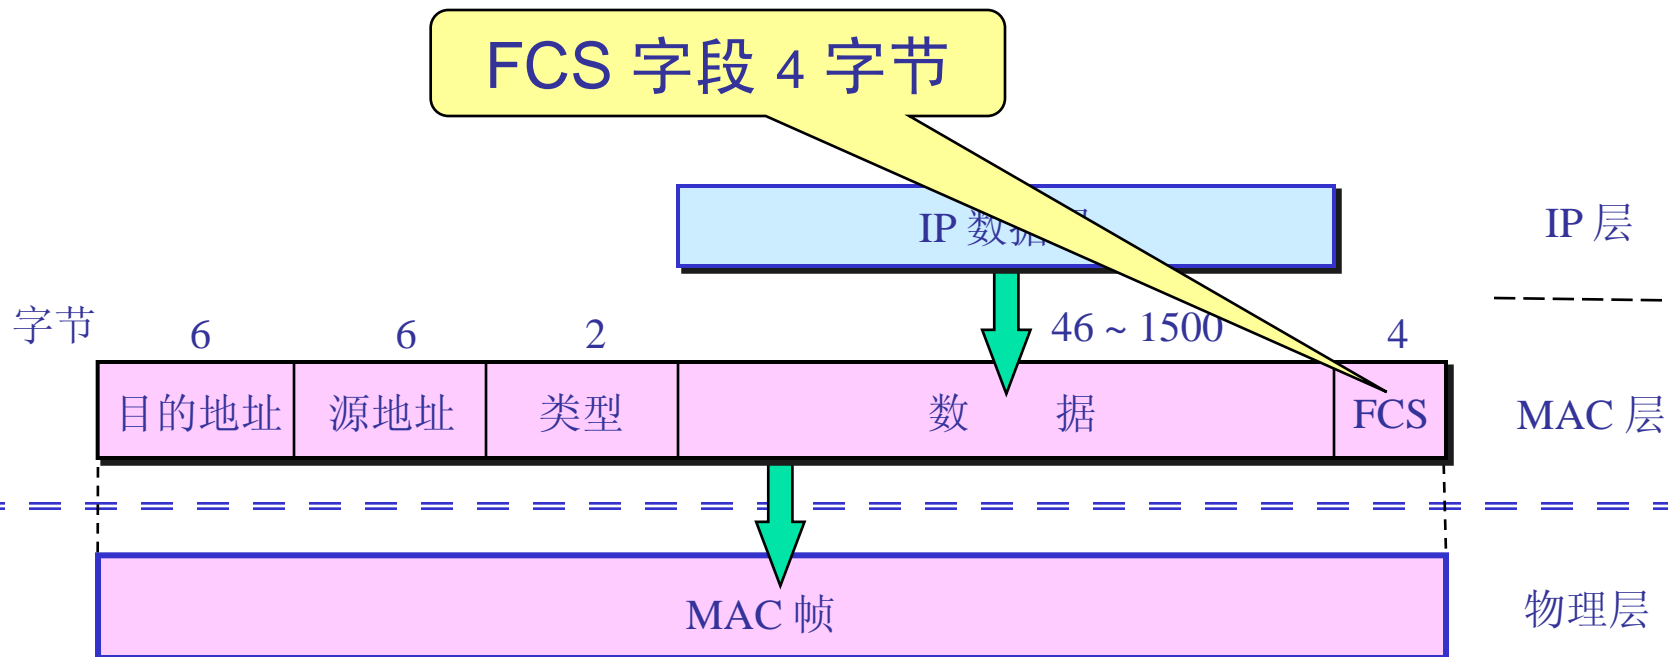 FCS 字段 4 字节
IP 数据
IP 层
字节 6 6 2 46 ~ 1500 4
目的地址 源地址 类型 数 据 FCS MAC 层
MAC 帧 物理层